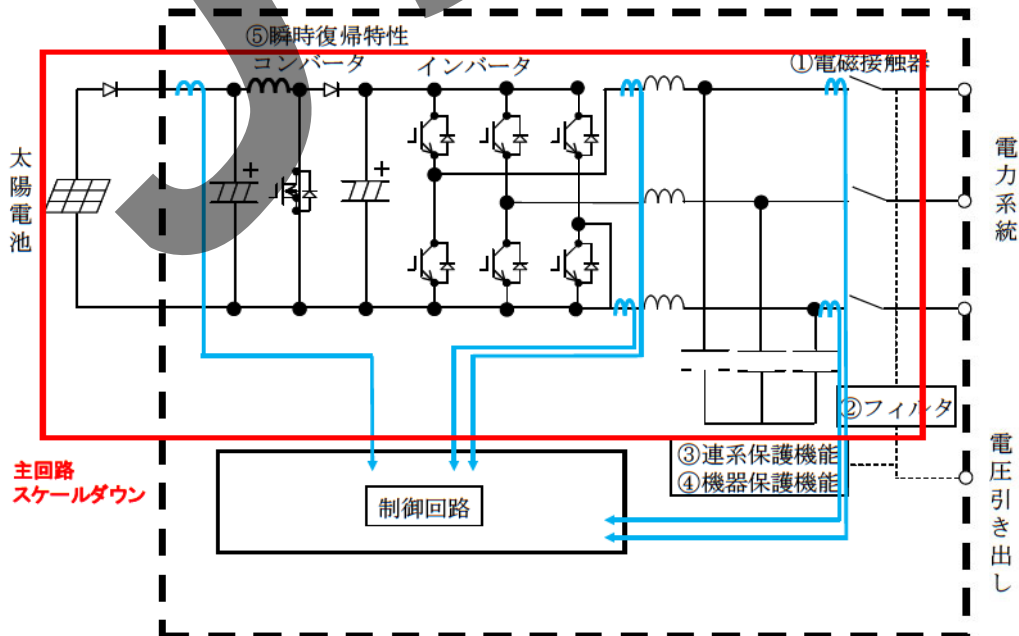 ⑤瞬時復帰特性
コンバータ
インバータ
①電磁接触器
太陽電池
電力系統
②フィルタ
③連系保護機能
④機器保護機能
主回路
スケールダウン
制御回路
電圧引き出し